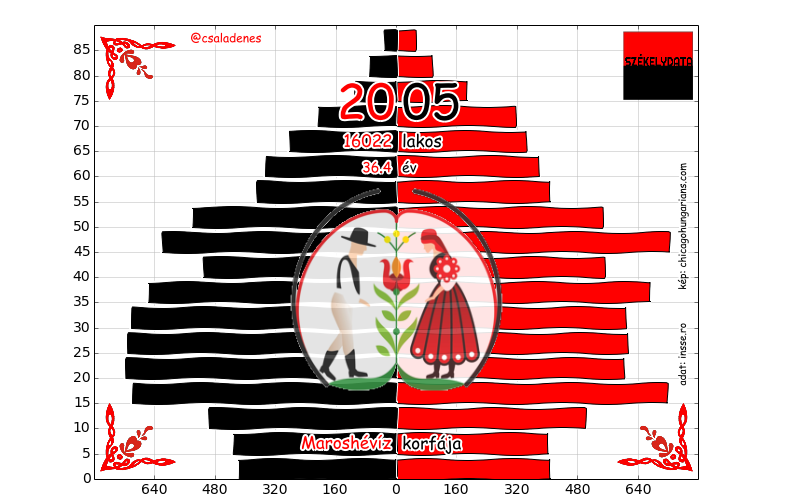 @csaladenes
SZÉKELYDATA
2005
16022 lakos
36.4 év
kép: chicagohungarians.com
adat: insse.ro
Maroshévíz korfája
85
80
75
70
65
60
55
50
45
40
35
30
25
20
15
10
5
0
640 480 320 160 0 160 320 480 640